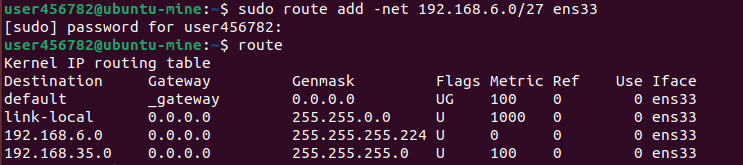 user456782@ubuntu-mine:~$ sudo route add -net 192.168.6.0/27 ens33
[sudo] password for user456782:
user456782@ubuntu-mine:~$ route
Kernel IP routing table
Destination     Gateway         Genmask         Flags Metric Ref    Use Iface
default         _gateway        0.0.0.0         UG    100    0        0 ens33
link-local      0.0.0.0         255.255.0.0     U     1000   0        0 ens33
192.168.6.0     0.0.0.0         255.255.255.224 U     0      0        0 ens33
192.168.35.0    0.0.0.0         255.255.255.0   U     100    0        0 ens33